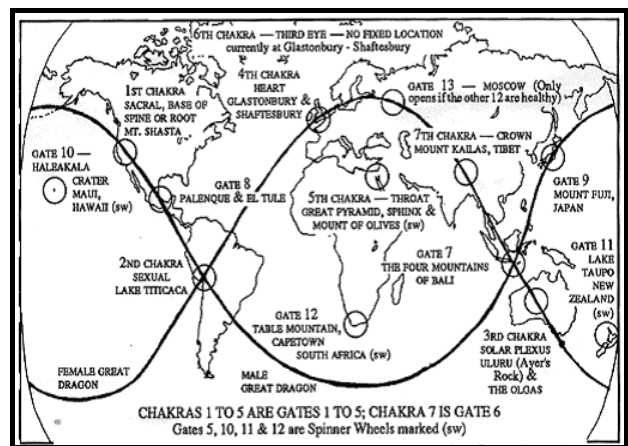 6TH CHAKRA — THIRD EYE — NO FIXED LOCATION
currently at Glastonbury - Shaftesbury
1ST CHAKRA
SACRAL, BASE OF
SPINE OR ROOT
MT. SHASTA
4TH CHAKRA
HEART
GLASTONBURY &
SHAFTESBURY
GATE 13 — MOSCOW (Only
opens if the other 12 are healthy)
7TH CHAKRA — CROWN
MOUNT KAILAS, TIBET
GATE 10 —
HALEAKALA
CRATER
MAUI,
HAWAII (sw)
GATE 8
PALENQUE & EL TULE
5TH CHAKRA — THROAT
GREAT PYRAMID, SPHINX &
MOUNT OF OLIVES (sw)
GATE 9
MOUNT FUJI,
JAPAN
2ND CHAKRA
SEXUAL
LAKE TITICACA
GATE 7
THE FOUR MOUNTAINS
OF BALI
GATE 11
LAKE
TAUPO
NEW
ZEALAND
(sw)
GATE 12
TABLE MOUNTAIN,
CAPETOWN
SOUTH AFRICA (sw)
3RD CHAKRA
SOLAR PLEXUS
ULURU (Ayer's
Rock) &
THE OLGAS
FEMALE GREAT
DRAGON
MALE
GREAT DRAGON
CHAKRAS 1 TO 5 ARE GATES 1 TO 5; CHAKRA 7 IS GATE 6
Gates 5, 10, 11 & 12 are Spinner Wheels marked (sw)